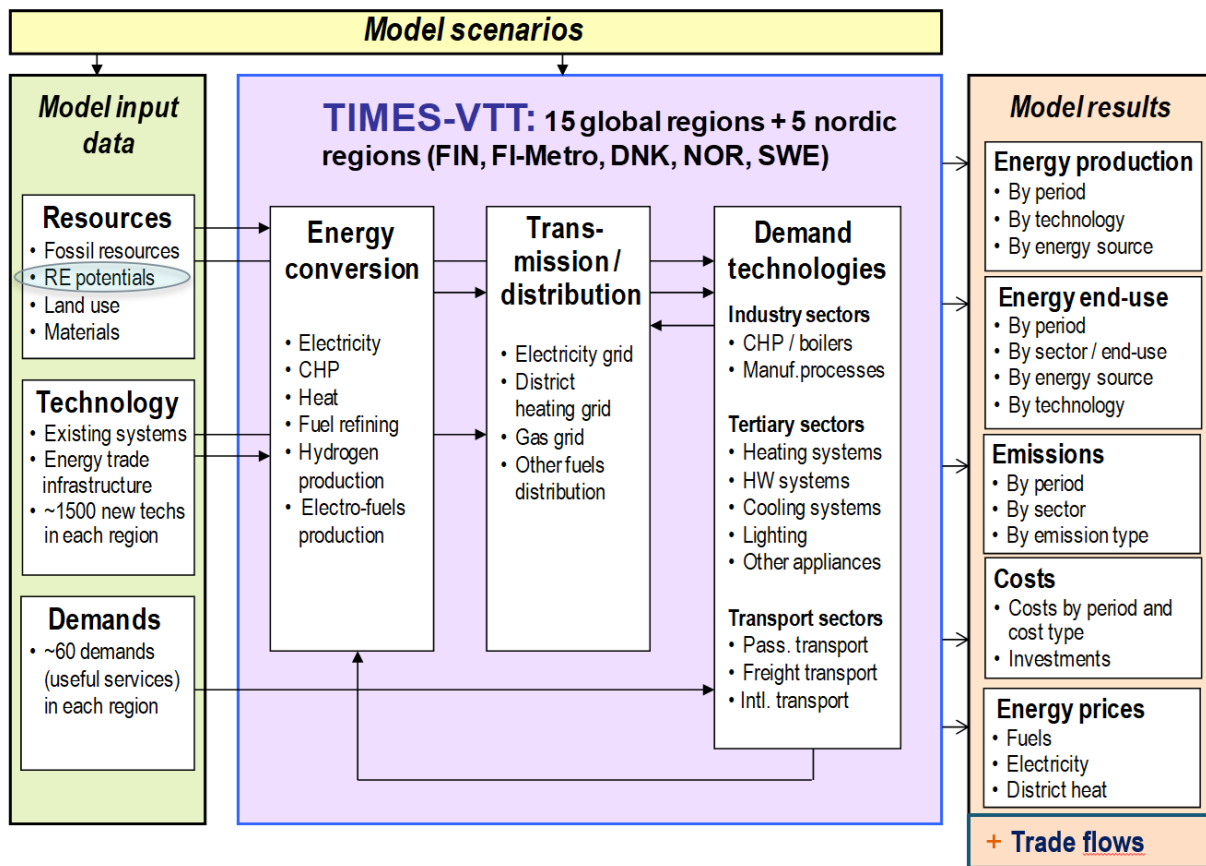 Model scenarios
Model input
data
Resources
• Fossil resources
• RE potentials
• Land use
• Materials
Technology
• Existing systems
• Energy trade
infrastructure
• ~1500 new techs
in each region
Demands
• ~60 demands
(useful services)
in each region
TIMES-VTT: 15 global regions + 5 nordic
regions (FIN, FI-Metro, DNK, NOR, SWE)
Energy
conversion
• Electricity
• CHP
• Heat
• Fuel refining
• Hydrogen
production
• Electro-fuels
production
Trans-
mission /
distribution
• Electricity grid
• District
heating grid
• Gas grid
• Other fuels
distribution
Demand
technologies
Industry sectors
• CHP / boilers
• Manuf.processes
Tertiary sectors
• Heating systems
• HW systems
• Cooling systems
• Lighting
• Other appliances
Transport sectors
• Pass. transport
• Freight transport
• Intl. transport
Model results
Energy production
• By period
• By technology
• By energy source
Energy end-use
• By period
• By sector / end-use
• By energy source
• By technology
Emissions
• By period
• By sector
• By emission type
Costs
• Costs by period and
cost type
• Investments
Energy prices
• Fuels
• Electricity
• District heat
+ Trade flows